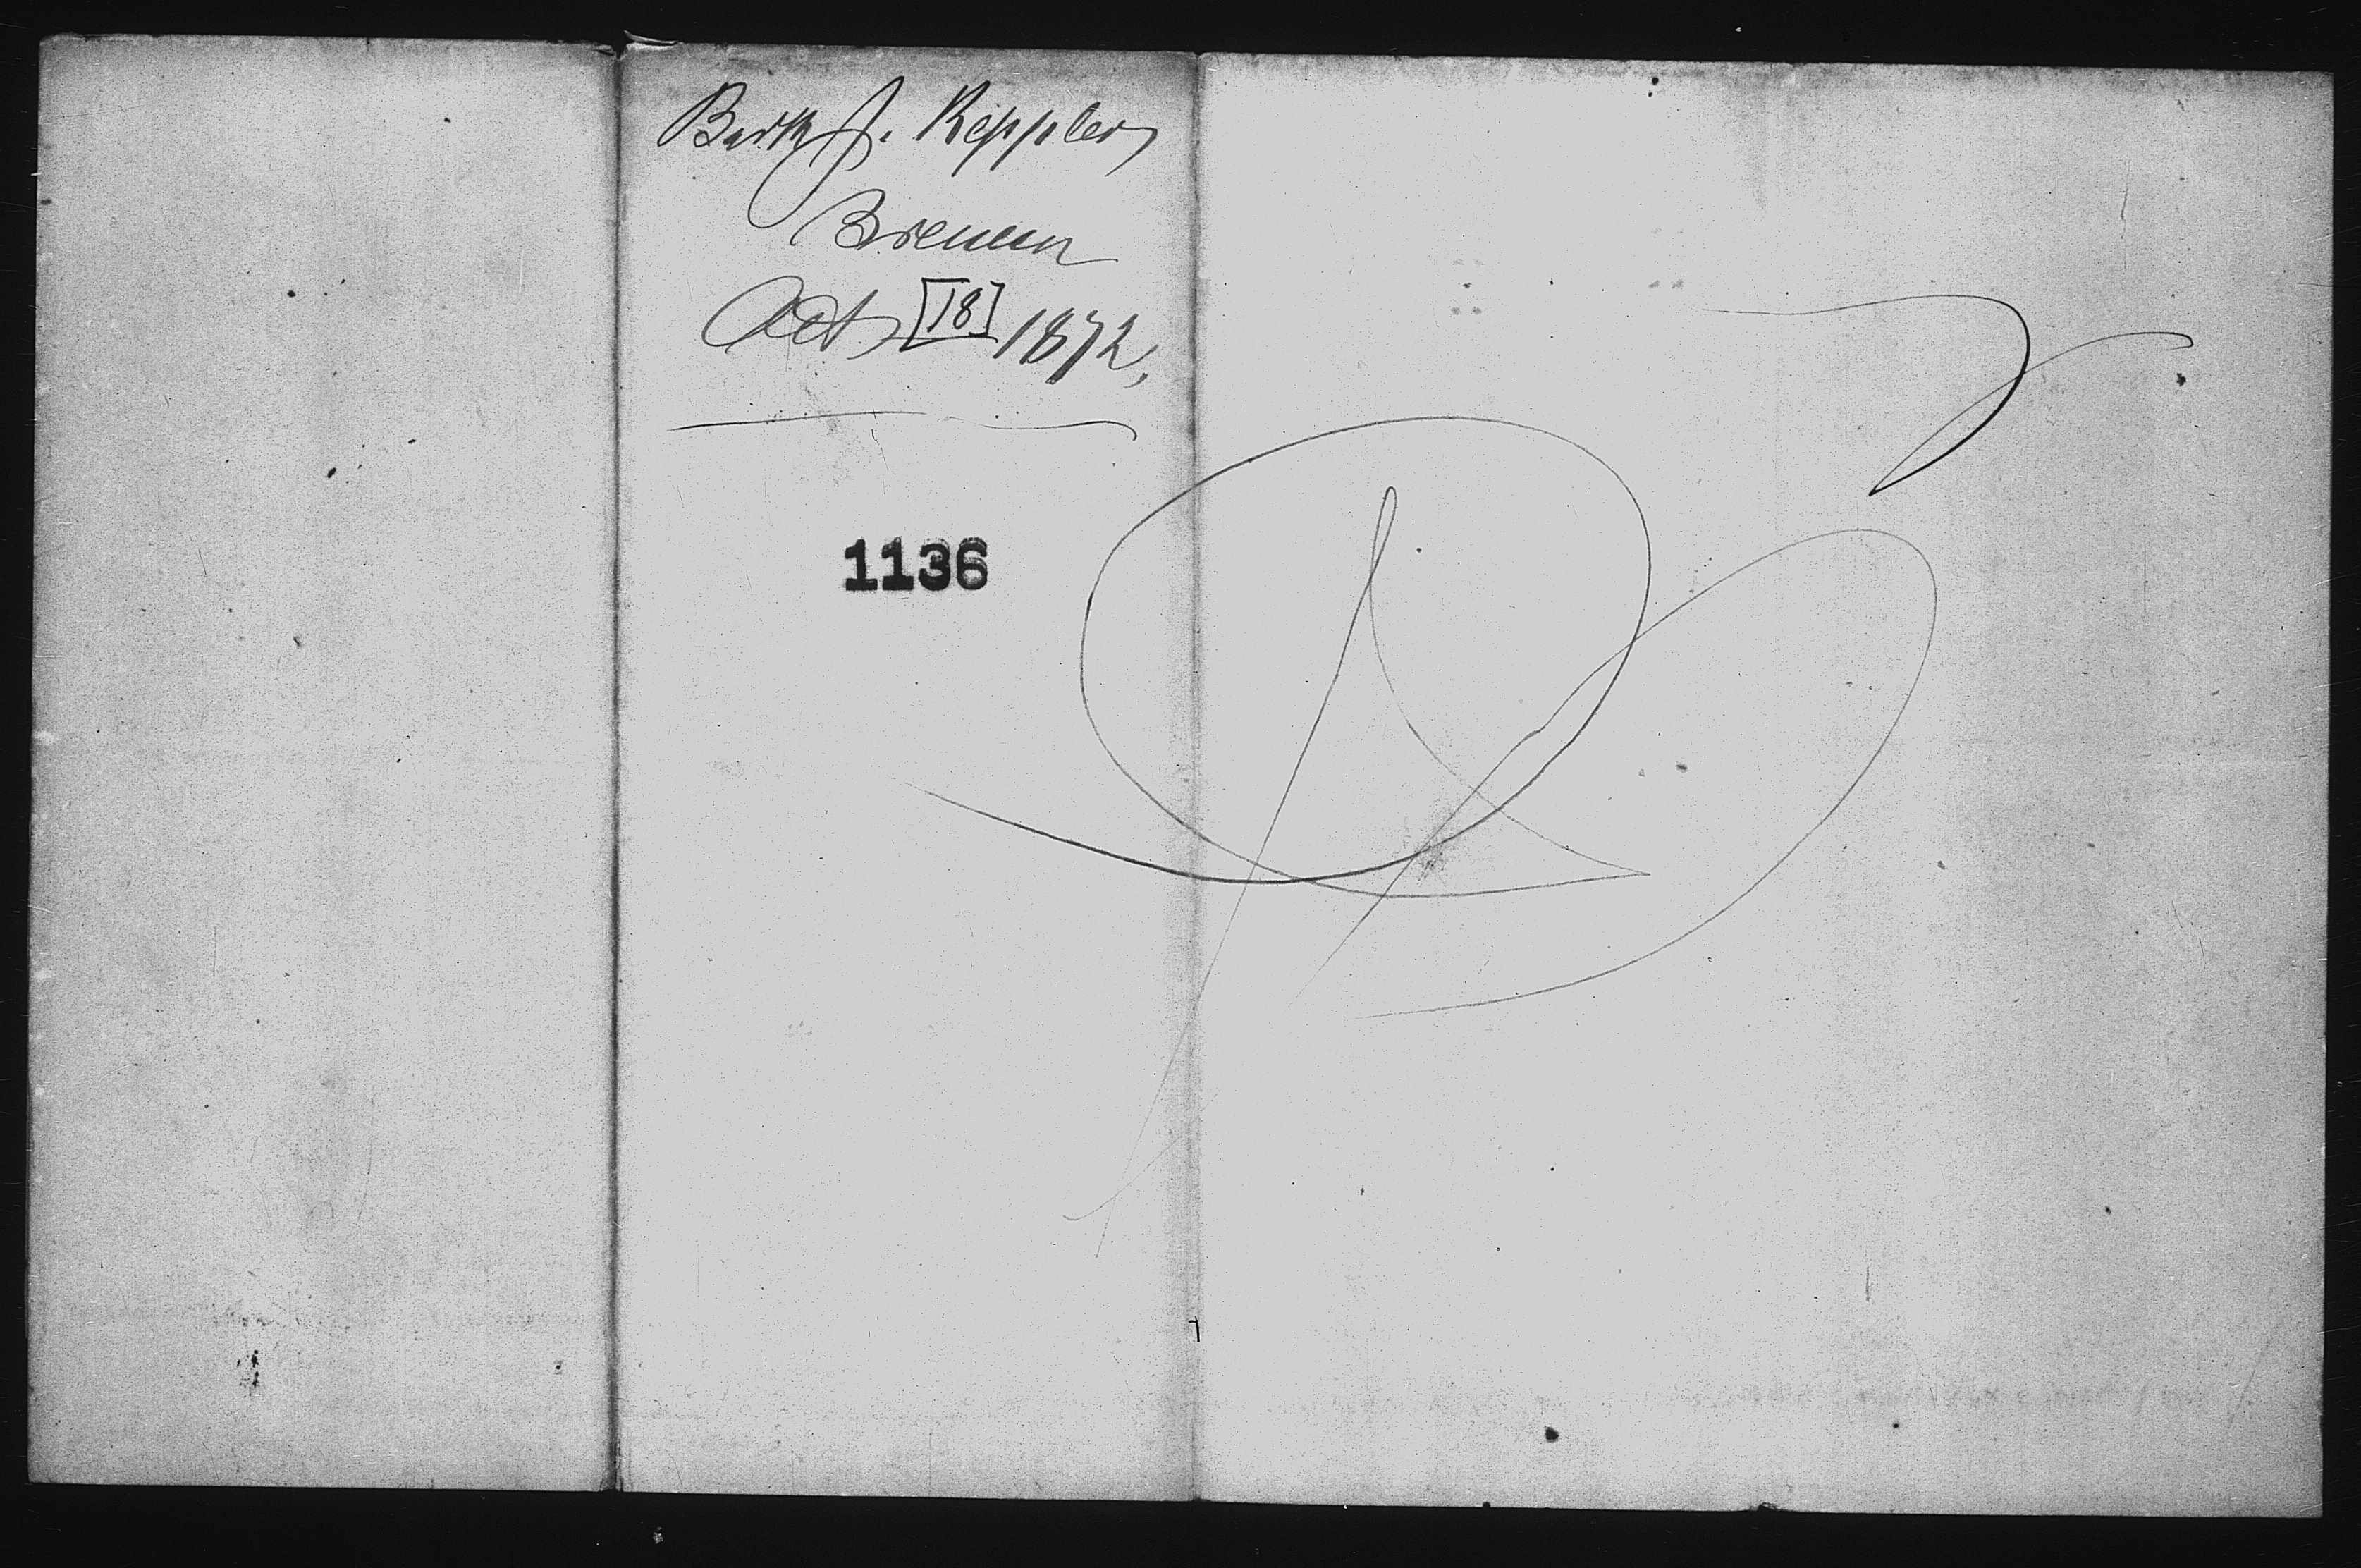 Barth J. Keppler
Bremen
Oct. [18] 1872,
1136